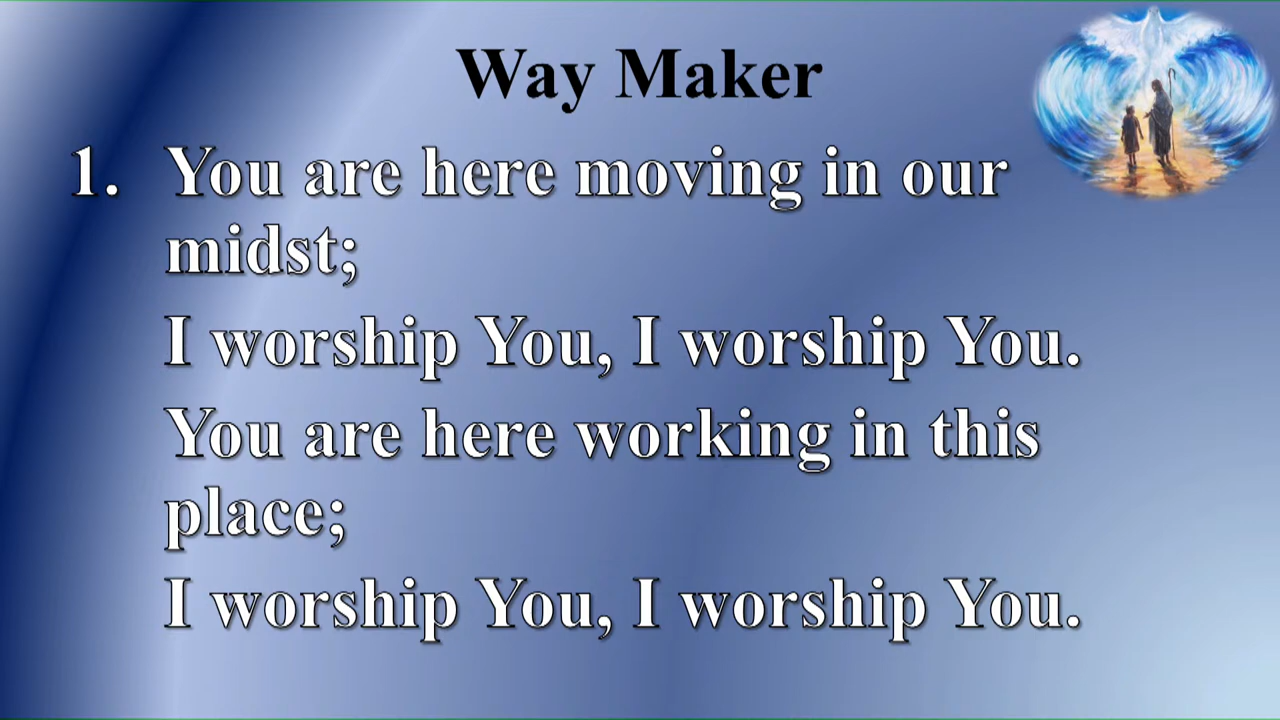 Way Maker
1. You are here moving in our
midst;
I worship You, I worship You.
You are here working in this
place;
I worship You, I worship You.